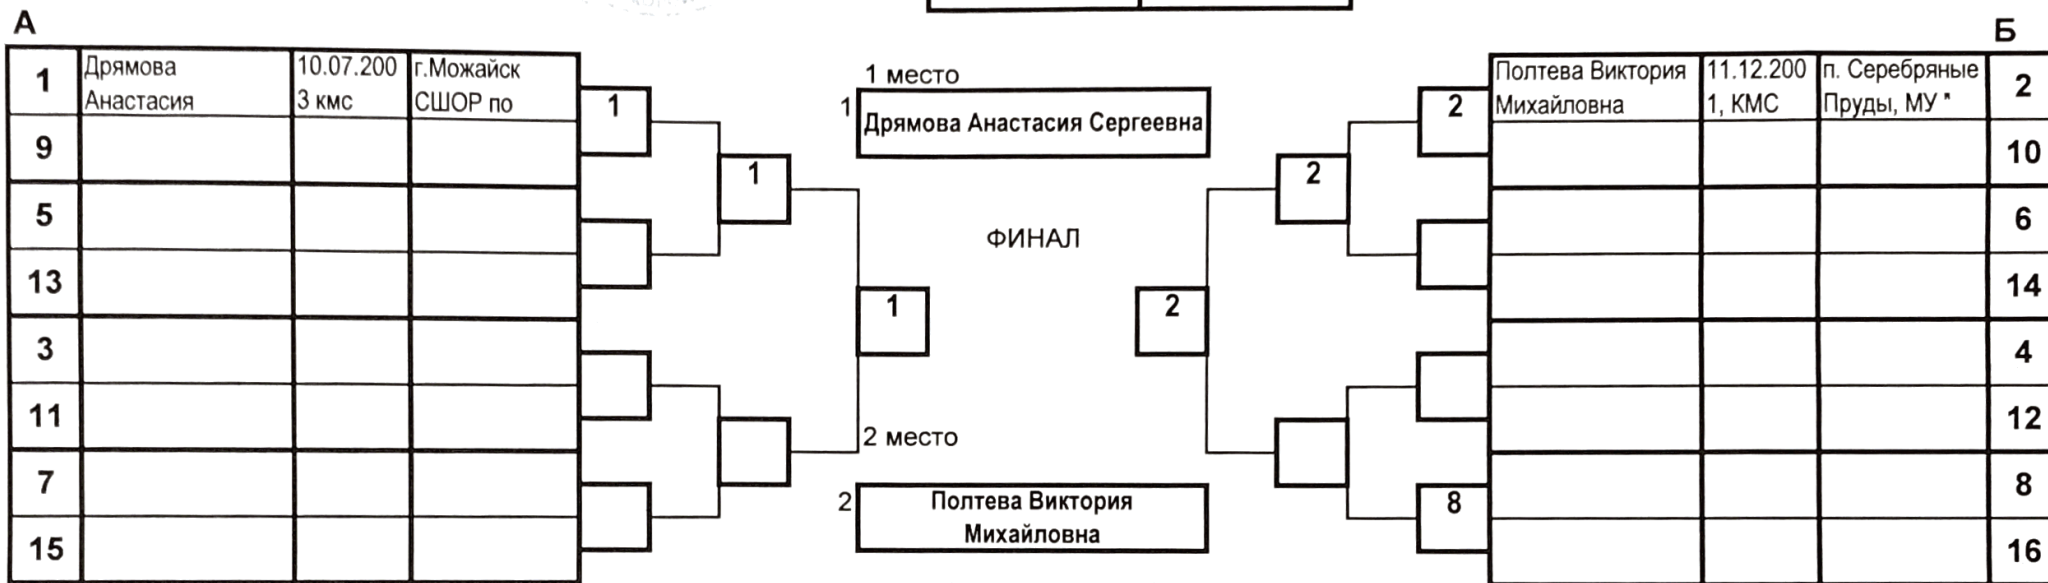 А
Б
1
Дрямова
Анастасия
10.07.200
3 кмс
г.Можайск
СШОР по
9
5
13
3
11
7
15
1
1
1
1 место
1
Дрямова Анастасия Сергеевна
ФИНАЛ
2 место
2
Полтева Виктория
Михайловна
2
2
2
8
Полтева Виктория
Михайловна
11.12.200
1, КМС
п. Серебряные
Пруды, МУ "
2
10
6
14
4
12
8
16